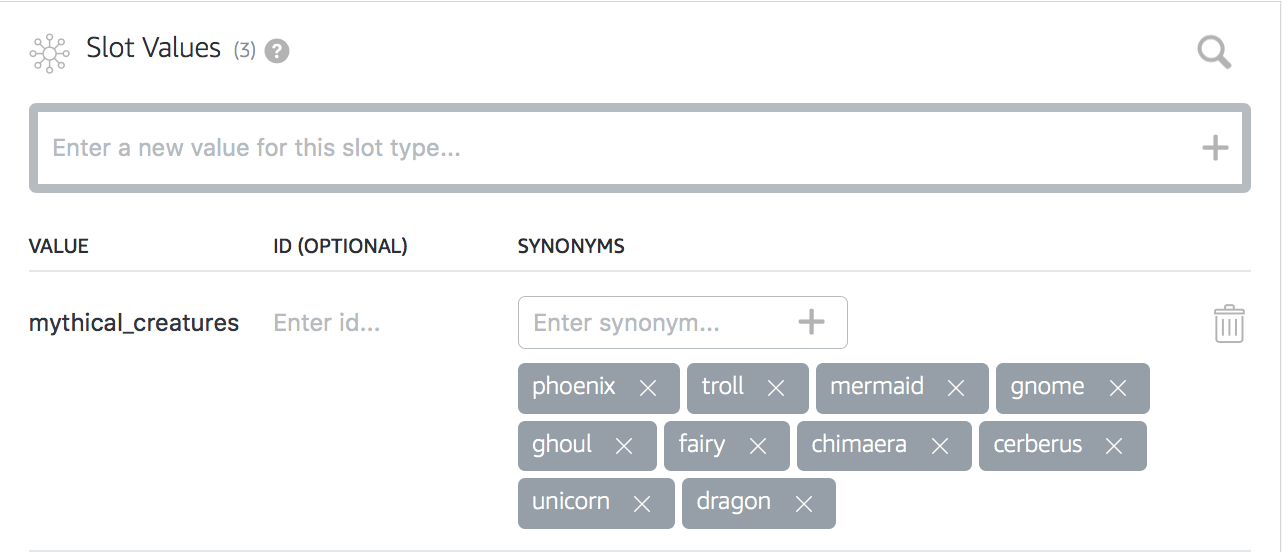 Slot Values (3) ?
Enter a new value for this slot type... +
VALUE ID (OPTIONAL) SYNONYMS
mythical_creatures Enter id... Enter synonym... +
phoenix × troll × mermaid × gnome ×
ghoul × fairy × chimaera × cerberus ×
unicorn × dragon ×